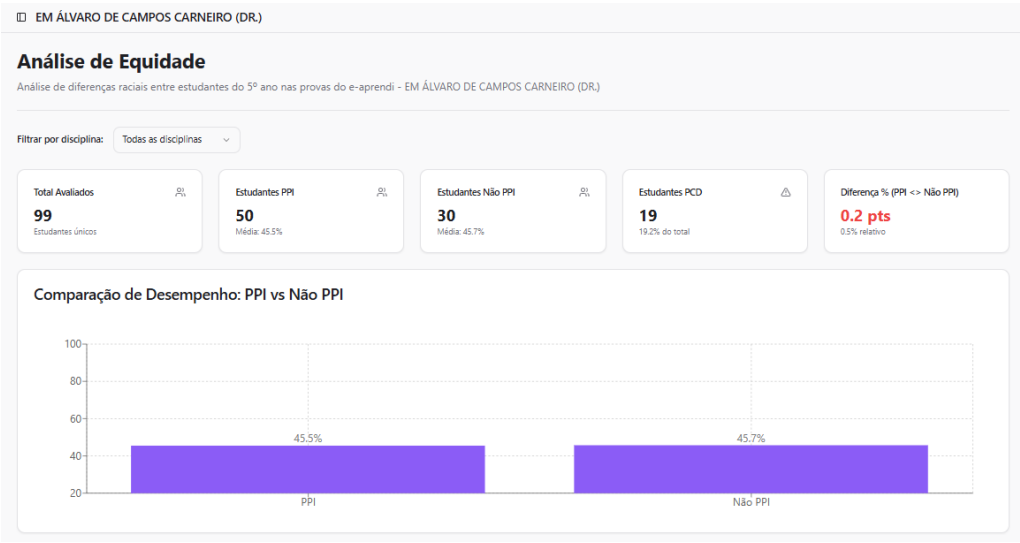 EM ÁLVARO DE CAMPOS CARNEIRO (DR.)
Análise de Equidade
Análise de diferenças raciais entre estudantes do 5º ano nas provas do e-aprendi - EM ÁLVARO DE CAMPOS CARNEIRO (DR.)
Filtrar por disciplina:
Todas as disciplinas
Total Avaliados
99
Estudantes únicos
Estudantes PPI
50
Média: 45.5%
Estudantes Não PPI
30
Média: 45.7%
Estudantes PCD
19
19.2% do total
Diferença % (PPI <> Não PPI)
0.2 pts
0.5% relativo
Comparação de Desempenho: PPI vs Não PPI
100
80
60
40
20
45.5%
45.7%
PPI
Não PPI